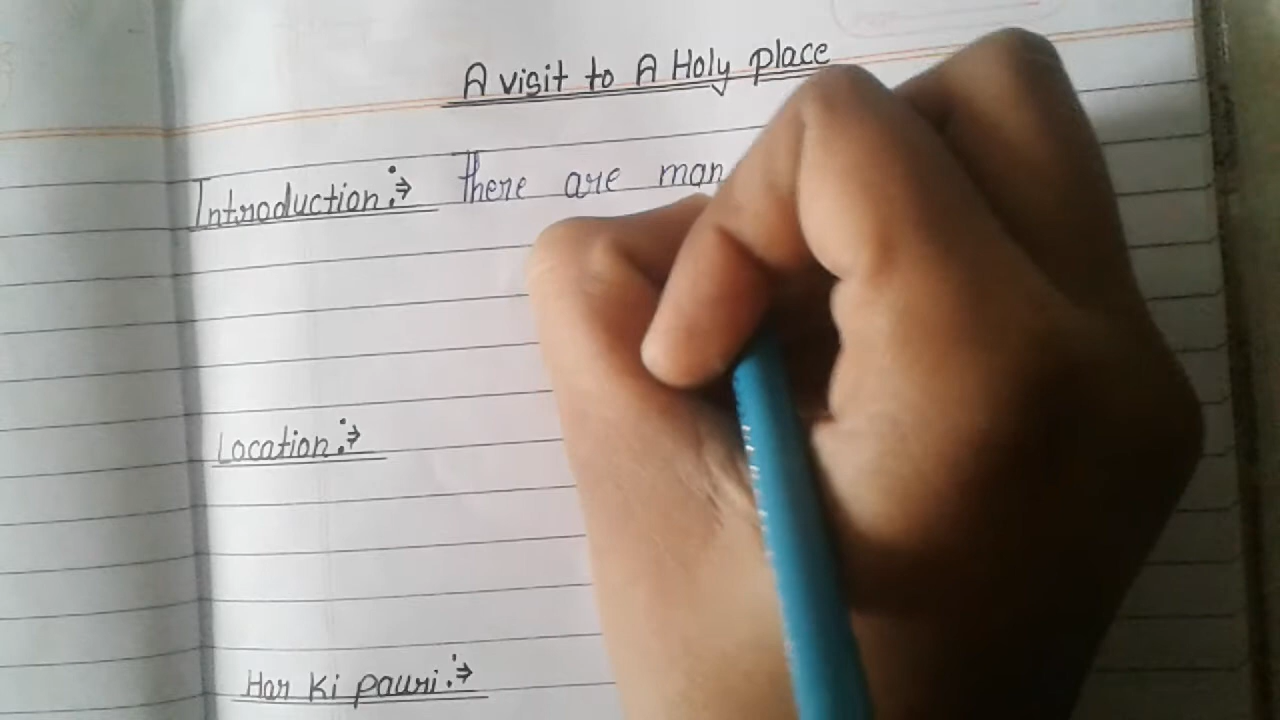 A visit to A Holy place
Introduction :⇒ There are man
Location :⇒
Har Ki pauri :⇒